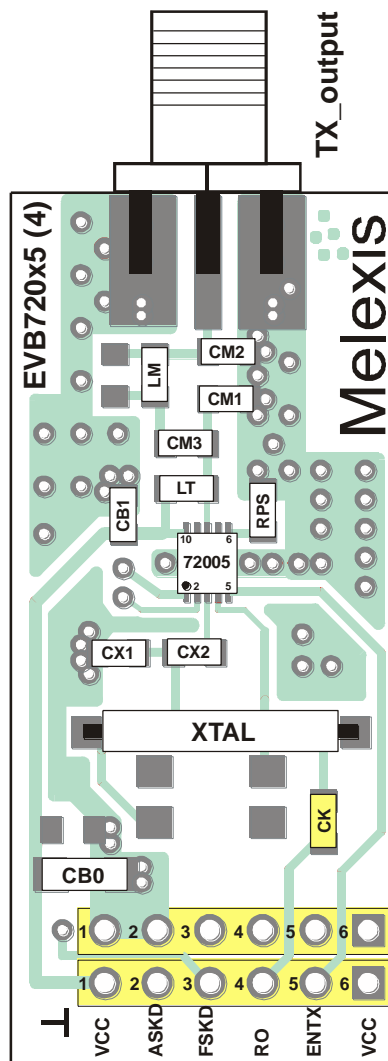 TX_output
EVB720x5 (4)
Melexis
CM2
LM
CM1
CM3
LT
CB1
RPS
10 6
72005
2 5
CX1 CX2
XTAL
CK
CB0
1 2 3 4 5 6
1 2 3 4 5 6
VCC ASKD FSKD RO ENTX VCC